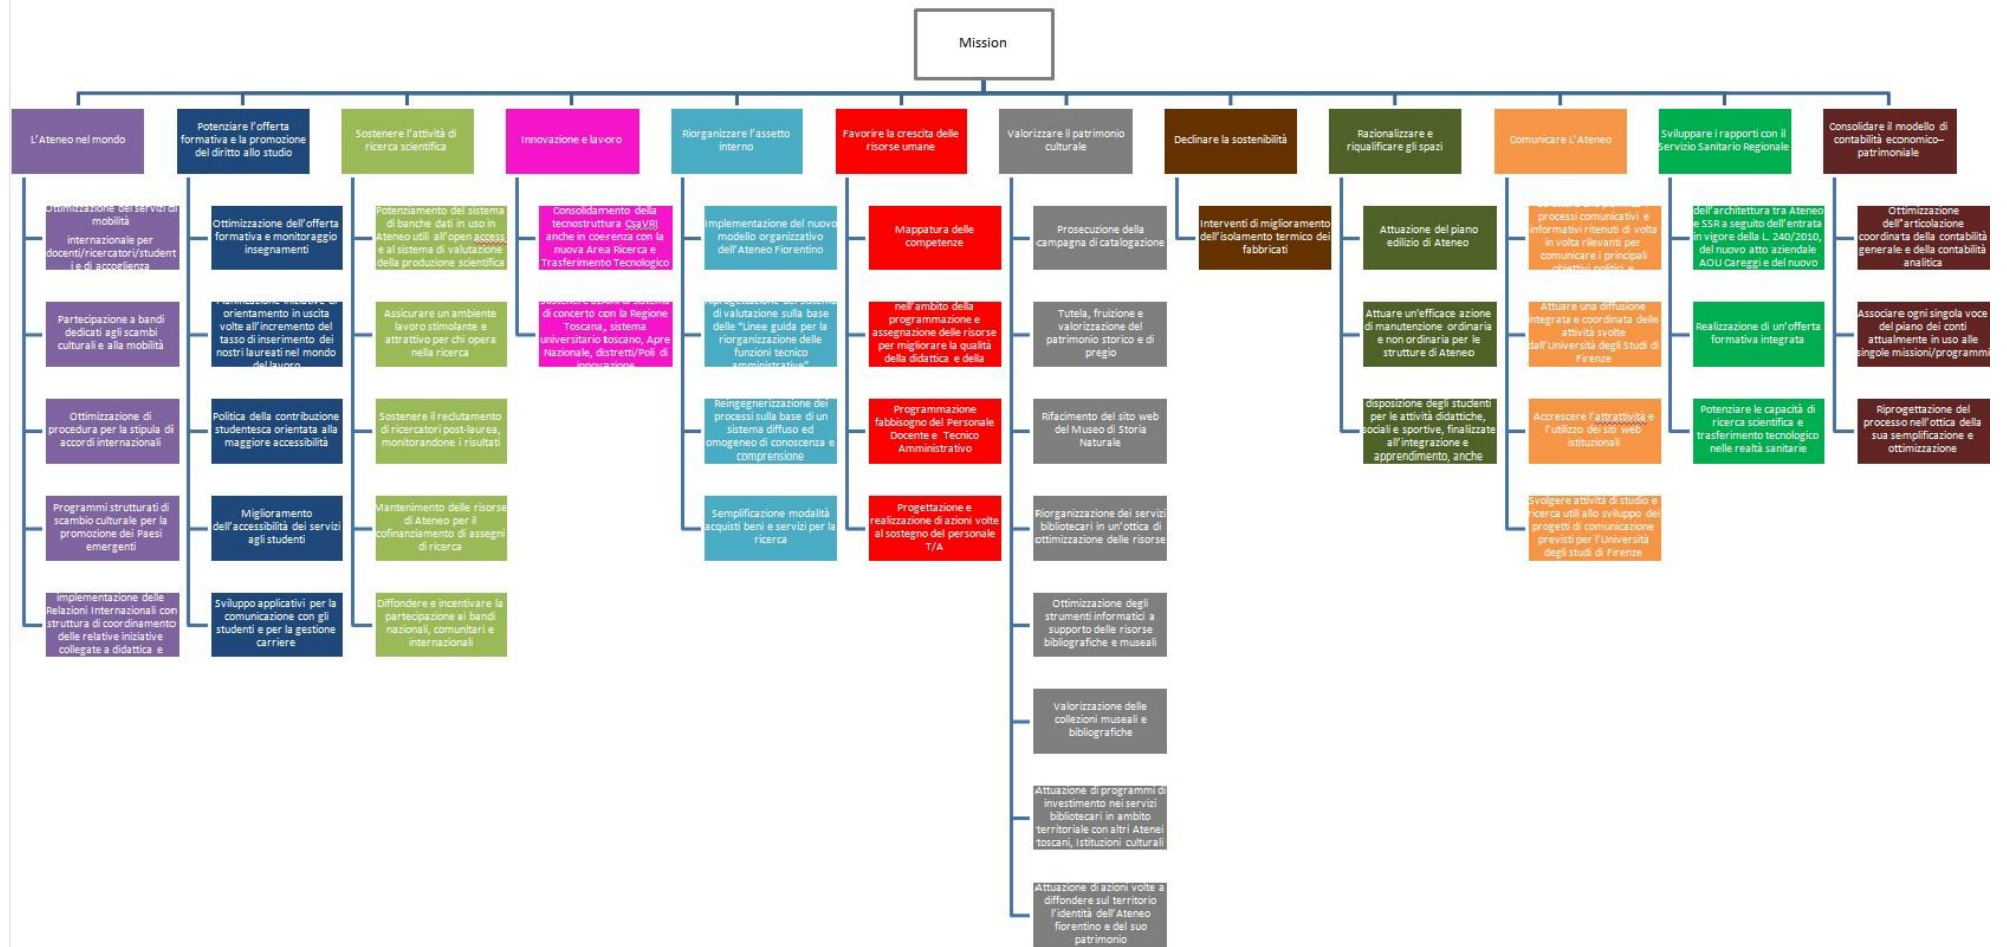 Mission
L'Ateneo nel mondo
Ottimizzazione dei servizi di
mobilità
internazionale per
docenti/ricercatori/student
i e di accoglienza
Partecipazione a bandi
dedicati agli scambi
culturali e alla mobilità
Ottimizzazione di
procedura per la stipula di
accordi internazionali
Programmi strutturati di
scambio culturale per la
promozione dei Paesi
emergenti
implementazione delle
Relazioni Internazionali con
struttura di coordinamento
delle relative iniziative
collegate a didattica e
Potenziare l'offerta
formativa e la promozione
del diritto allo studio
Ottimizzazione dell'offerta
formativa e monitoraggio
insegnamenti
Pianificazione iniziative di
orientamento in uscita
volte all'incremento del
tasso di inserimento dei
nostri laureati nel mondo
del lavoro
Politica della contribuzione
studentesca orientata alla
maggiore accessibilità
Miglioramento
dell'accessibilità dei servizi
agli studenti
Sviluppo applicativi per la
comunicazione con gli
studenti e per la gestione
carriere
Sostenere l'attività di
ricerca scientifica
Potenziamento del sistema
di banche dati in uso in
Ateneo utili all'open access
e al sistema di valutazione
della produzione scientifica
Assicurare un ambiente
lavoro stimolante e
attrattivo per chi opera
nella ricerca
Sostenere il reclutamento
di ricercatori post-laurea,
monitorandone i risultati
Mantenimento delle risorse
di Ateneo per il
cofinanziamento di assegni
di ricerca
Diffondere e incentivare la
partecipazione ai bandi
nazionali, comunitari e
internazionali
Innovazione e lavoro
Consolidamento della
tecnostruttura CsaVRI
anche in coerenza con la
nuova Area Ricerca e
Trasferimento Tecnologico
Sostenere azioni di sistema
di concerto con la Regione
Toscana, sistema
universitario toscano, Apre
Nazionale, distretti/Poli di
innovazione
Riorganizzare l'assetto
interno
Implementazione del nuovo
modello organizzativo
dell'Ateneo Fiorentino
Riprogettazione del sistema
di valutazione sulla base
delle "Linee guida per la
riorganizzazione delle
funzioni tecnico
amministrative"
Reingegnerizzazione dei
processi sulla base di un
sistema diffuso ed
omogeneo di conoscenza e
comprensione
Semplificazione modalità
acquisti beni e servizi per la
ricerca
Favorire la crescita delle
risorse umane
Mappatura delle
competenze
nell'ambito della
programmazione e
assegnazione delle risorse
per migliorare la qualità
della didattica e della
Programmazione
fabbisogno del Personale
Docente e Tecnico
Amministrativo
Progettazione e
realizzazione di azioni volte
al sostegno del personale
T/A
Valorizzare il patrimonio
culturale
Prosecuzione della
campagna di catalogazione
Tutela, fruizione e
valorizzazione del
patrimonio storico e di
pregio
Rifacimento del sito web
del Museo di Storia
Naturale
Riorganizzazione dei servizi
bibliotecari in un'ottica di
ottimizzazione delle risorse
Ottimizzazione degli
strumenti informatici a
supporto delle risorse
bibliografiche e museali
Valorizzazione delle
collezioni museali e
bibliografiche
Attuazione di programmi di
investimento nei servizi
bibliotecari in ambito
territoriale con altri Atenei
toscani, Istituzioni culturali
Attuazione di azioni volte a
diffondere sul territorio
l'identità dell'Ateneo
fiorentino e del suo
patrimonio
Declinare la sostenibilità
Interventi di miglioramento
dell'isolamento termico dei
fabbricati
Razionalizzare e
riqualificare gli spazi
Attuazione del piano
edilizio di Ateneo
Attuare un'efficace azione
di manutenzione ordinaria
e non ordinaria per le
strutture di Ateneo
disposizione degli studenti
per le attività didattiche,
sociali e sportive, finalizzate
all'integrazione e
apprendimento, anche
Comunicare L'Ateneo
processi comunicativi e
informativi ritenuti di volta
in volta rilevanti per
comunicare i principali
obiettivi politici e
Attuare una diffusione
integrata e coordinata delle
attività svolte
dall'Università degli Studi di
Firenze
Accrescere l'attrattività e
l'utilizzo dei siti web
istituzionali
Svolgere attività di studio e
ricerca utili allo sviluppo dei
progetti di comunicazione
previsti per l'Università
degli studi di Firenze
Sviluppare i rapporti con il
Servizio Sanitario Regionale
dell'architettura tra Ateneo
e SSR a seguito dell'entrata
in vigore della L. 240/2010,
del nuovo atto aziendale
AOU Careggi e del nuovo
Realizzazione di un'offerta
formativa integrata
Potenziare le capacità di
ricerca scientifica e
trasferimento tecnologico
nelle realtà sanitarie
Consolidare il modello di
contabilità economico–
patrimoniale
Ottimizzazione
dell'articolazione
coordinata della contabilità
generale e della contabilità
analitica
Associare ogni singola voce
del piano dei conti
attualmente in uso alle
singole missioni/programmi
Riprogettazione del
processo nell'ottica della
sua semplificazione e
ottimizzazione